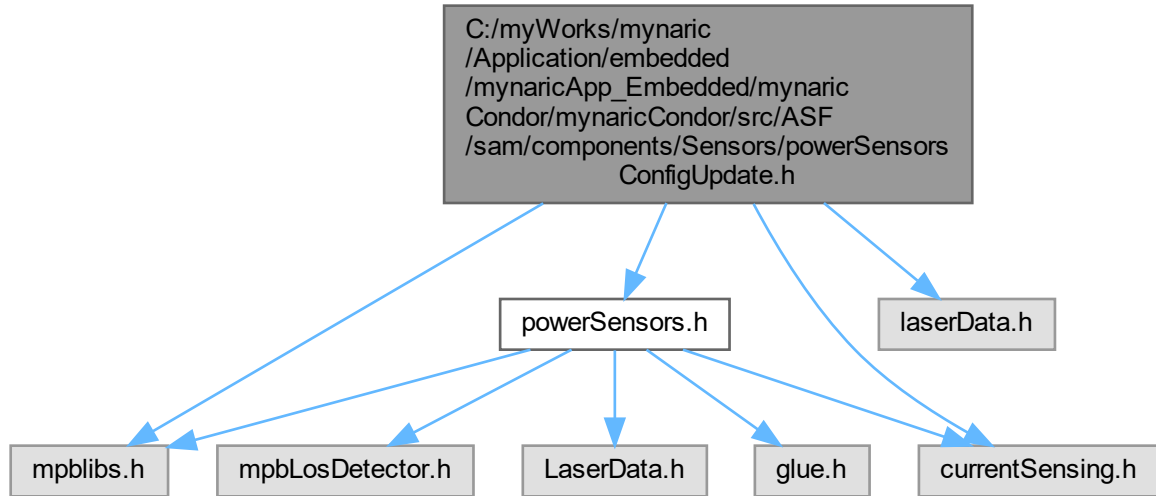 C:/myWorks/mynaric
/Application/embedded
/mynaricApp_Embedded/mynaric
Condor/mynaricCondor/src/ASF
/sam/components/Sensors/powerSensors
ConfigUpdate.h
powerSensors.h
laserData.h
mpblibs.h
mpbLosDetector.h
LaserData.h
glue.h
currentSensing.h